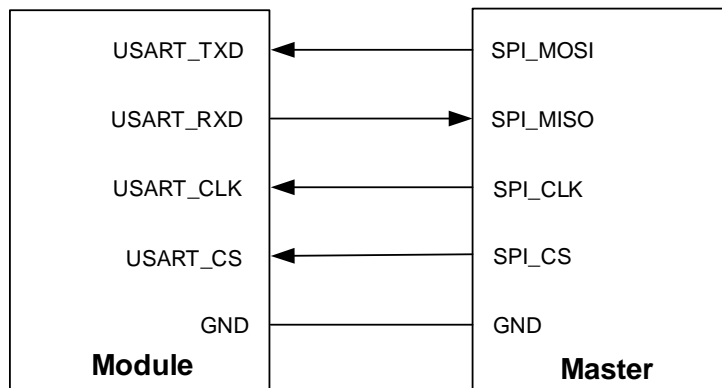 USART_TXD SPI_MOSI
USART_RXD SPI_MISO
USART_CLK SPI_CLK
USART_CS SPI_CS
GND GND
Module Master